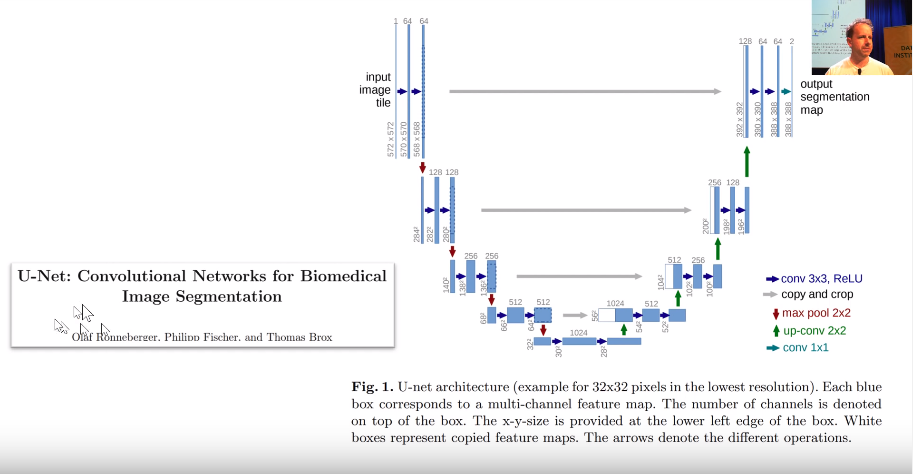 1 64 64
128 64 64 2
input
image
tile
output
segmentation
map
572 x 572
570 x 570
568 x 568
392 x 392
390 x 390
388 x 388
388 x 388
128 128
256 128
284²
282²
280²
200²
198²
196²
256 256
512 256
140²
138²
136²
104²
102²
100²
512 512
1024 512
68²
66²
64²
56²
54²
52²
1024
32²
30²
28²
conv 3x3, ReLU
copy and crop
max pool 2x2
up-conv 2x2
conv 1x1
U-Net: Convolutional Networks for Biomedical
Image Segmentation
Olaf Ronneberger, Philipp Fischer, and Thomas Brox
Fig. 1. U-net architecture (example for 32x32 pixels in the lowest resolution). Each blue
box corresponds to a multi-channel feature map. The number of channels is denoted
on top of the box. The x-y-size is provided at the lower left edge of the box. White
boxes represent copied feature maps. The arrows denote the different operations.